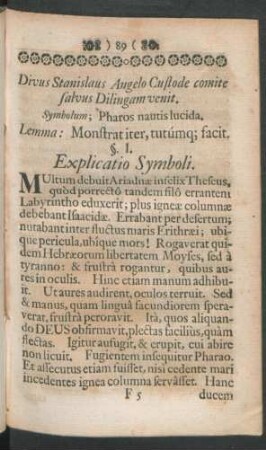 ) 89 (
Divus Stanislaus Angelo Custode comite
salvus Dilingam venit.
Symbolum; Pharos nautis lucida.
Lemma: Monstrat iter, tutúmq; facit.
§. I.
Explicatio Symboli.
MUltum debuit Ariadnæ infelix Theseus,
quòd porrectô tandem filô errantem
Labyrintho eduxerit; plus igneæ columnæ
debebant Isaacidæ. Errabant per desertum;
nutabant inter fluctus maris Erithræi; ubi-
que pericula, ubique mors! Rogaverat qui-
dem Hebræorum libertatem Moyses, sed à
tyranno: & frustrà rogantur, quibus au-
res in oculis. Hinc etiam manum adhibu-
it. Ut aures audirent, oculos terruit. Sed
& manus, quam linguâ facundiorem spera-
verat, frustrà peroravit. Ità, quos aliquan-
do DEUS obfirmavit, plectas faciliùs, quàm
flectas. Igitur aufugit, & erupit, cui abire
non licuit. Fugientem insequitur Pharao.
Et assecutus etiam fuisset, nisi cedente mari
incedentes ignea columna servâsset. Hanc
F 5 ducem